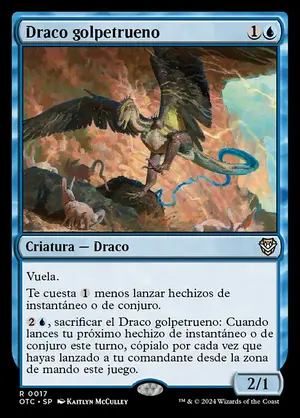 Draco golpetrueno 1
Criatura — Draco
Vuela.
Te cuesta 1 menos lanzar hechizos de
instantáneo o de conjuro.
2, sacrificar el Draco golpetrueno: Cuando
lances tu próximo hechizo de instantáneo o
de conjuro este turno, cópialo por cada vez que
hayas lanzado a tu comandante desde la zona
de mando este juego.
2/1
R 0017
OTC • SP KAITLYN MCCULLEY
™ & © 2024 Wizards of the Coast